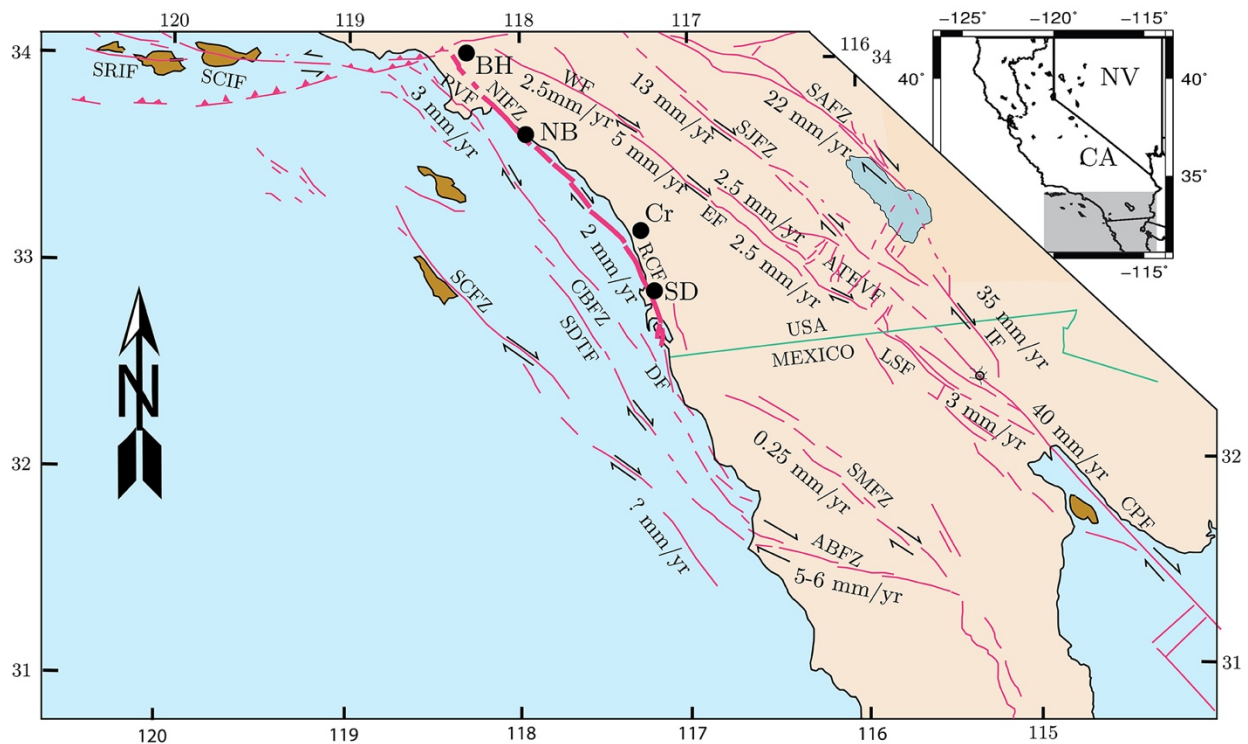 120
119
118
117
116
34
34
33
32
31
32
31
120
119
118
117
116
115
−125°
−120°
−115°
40°
40°
35°
35°
−115°
NV
CA
SRIF
SCIF
BH
PVF
NIFZ
3 mm/yr
NB
WF
2.5mm/yr
13 mm/yr
SJFZ
SAFZ
22 mm/yr
5 mm/yr
2.5 mm/yr
EF
2.5 mm/yr
Cr
RCF
SD
2 mm/yr
CBFZ
SDTF
SCFZ
DF
ATEVF
USA
MEXICO
LSF
IF
35 mm/yr
3 mm/yr
40 mm/yr
CPF
0.25 mm/yr
SMFZ
ABFZ
5-6 mm/yr
? mm/yr
N